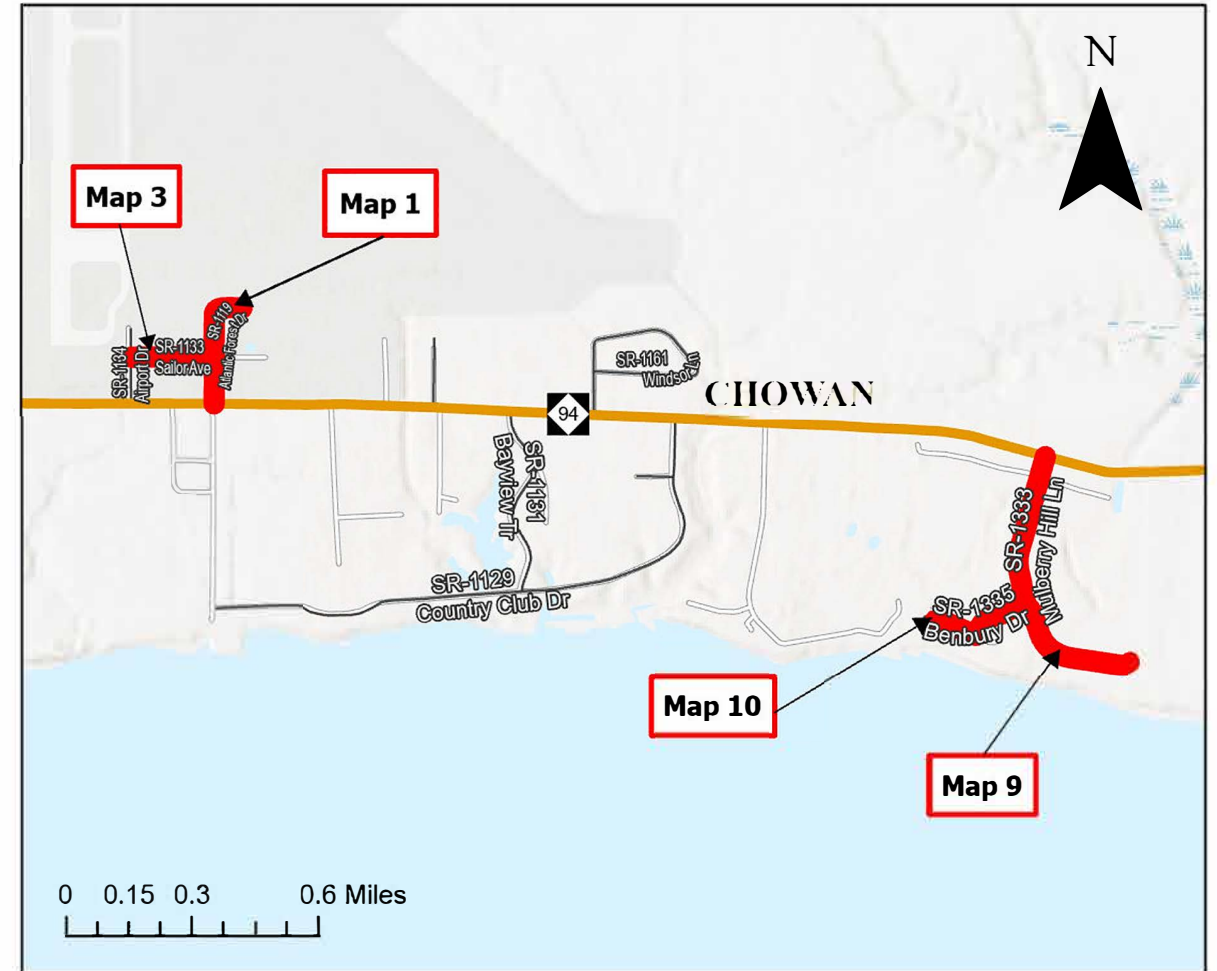 N
Map 3
Map 1
SR-1119
Atlantic Forest Dr
SR-1133
Sailor Ave
SR-1134
Airport Dr
SR-1161
Windsor Ln
CHOWAN
94
SR-1131
Bayview Tr
SR-1129
Country Club Dr
SR-1333
Mulberry Hill Ln
SR-1335
Benbury Dr
Map 10
Map 9
0 0.15 0.3 0.6 Miles